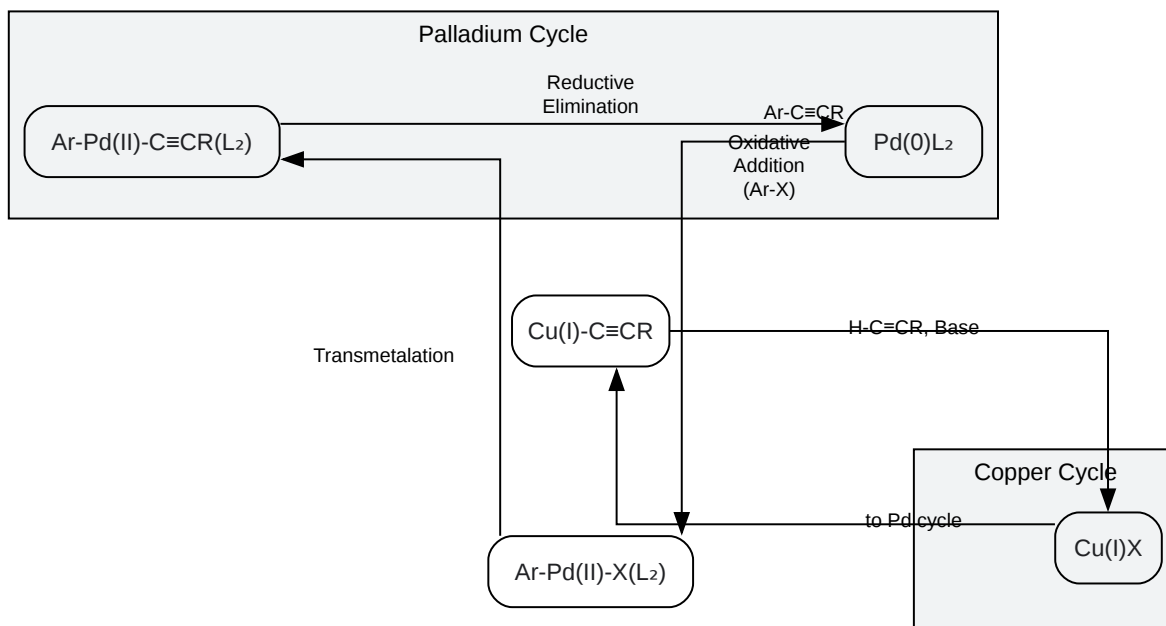 Palladium Cycle
Reductive
Elimination
Ar-C≡CR
Ar-Pd(II)-C≡CR(L₂)
Pd(0)L₂
Oxidative
Addition
(Ar-X)
Cu(I)-C≡CR
H-C≡CR, Base
Transmetalation
Copper Cycle
to Pd cycle
Cu(I)X
Ar-Pd(II)-X(L₂)